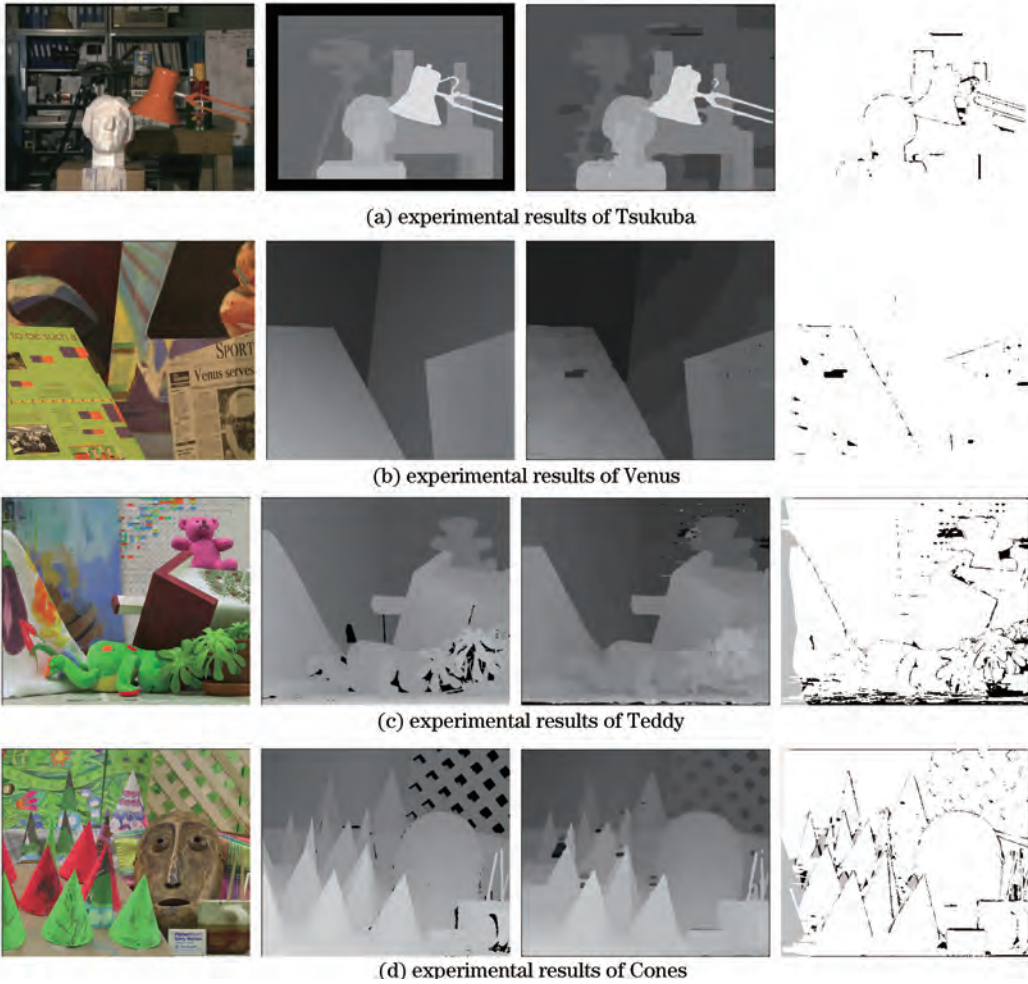 (a) experimental results of Tsukuba
to be such a
SPORT
Venus serves
(b) experimental results of Venus
(c) experimental results of Teddy
(d) experimental results of Cones